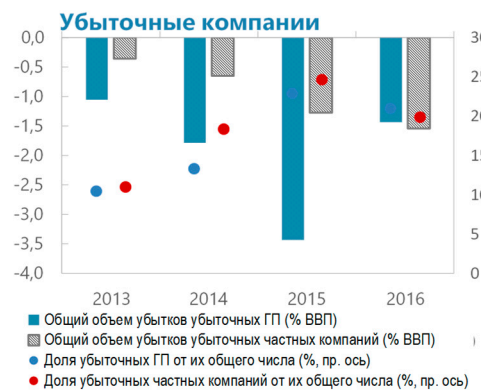 Убыточные компании
0,0
-0,5
-1,0
-1,5
-2,0
-2,5
-3,0
-3,5
-4,0
30
25
20
15
10
5
0
2013 2014 2015 2016
Общий объем убытков убыточных ГП (% ВВП)
Общий объем убытков убыточных частных компаний (% ВВП)
Доля убыточных ГП от их общего числа (%, пр. ось)
Доля убыточных частных компаний от их общего числа (%, пр. ось)